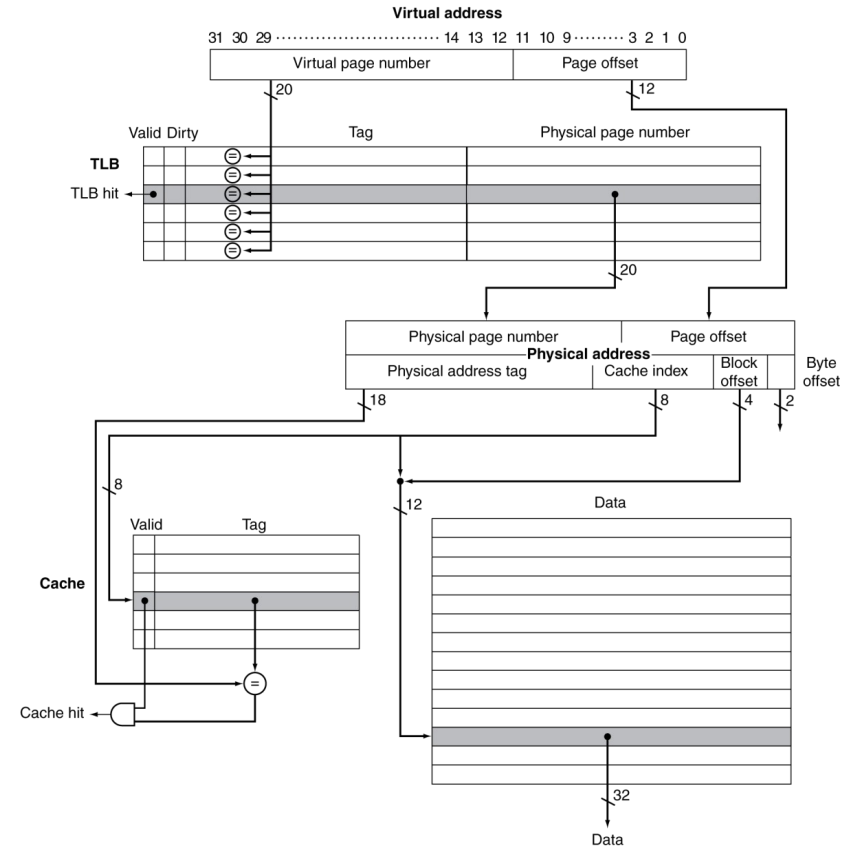 Virtual address
31 30 29 ······························· 14 13 12 11 10 9 ········· 3 2 1 0
Virtual page number Page offset
20 12
Valid Dirty Tag Physical page number
TLB
=
=
TLB hit =
=
=
=
20
Physical page number Page offset
Physical address
Physical address tag Cache index Block offset Byte offset
18 8 4 2
8
12
Valid Tag Data
Cache
=
Cache hit
32
Data